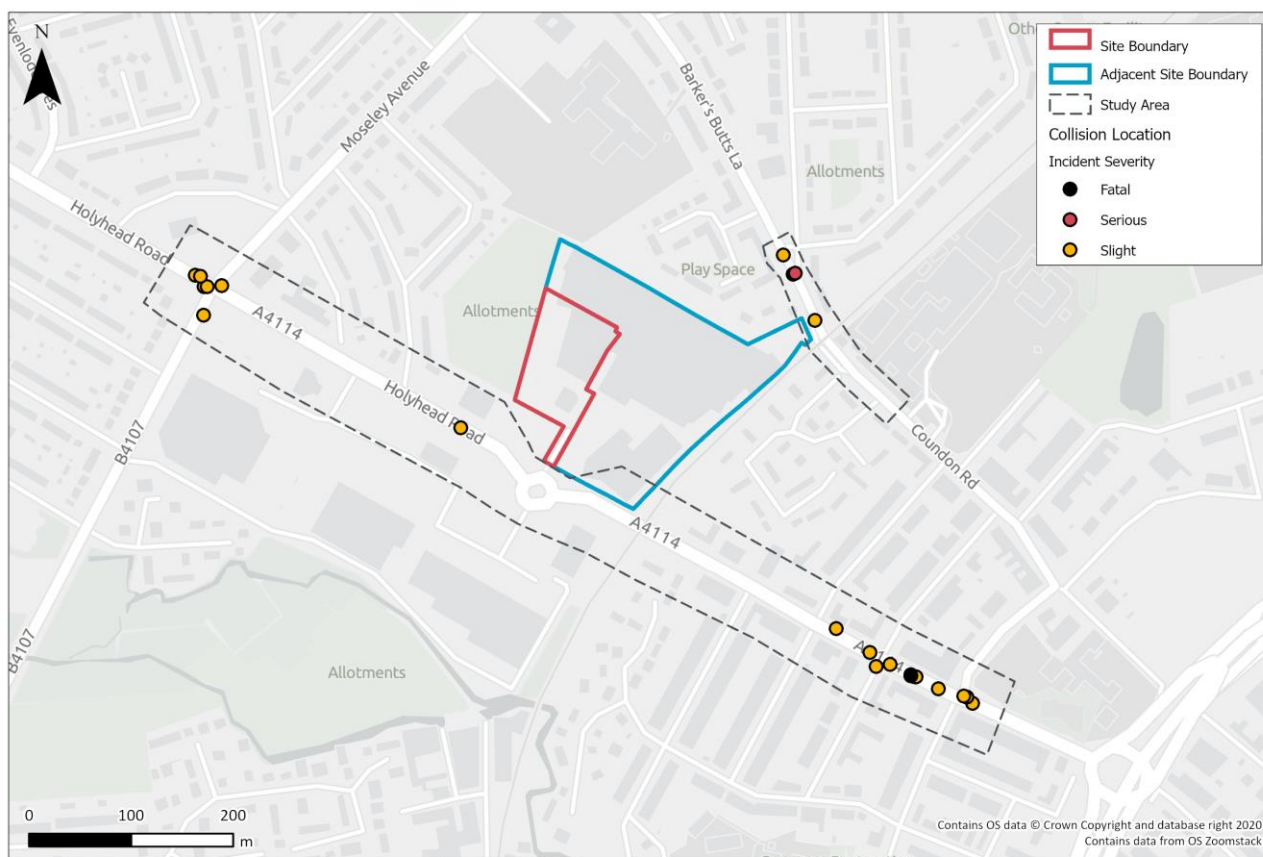 N
Moseley Avenue
Barker's Butts La
Site Boundary
Adjacent Site Boundary
Study Area
Collision Location
Incident Severity
Fatal
Serious
Slight
Allotments
Holyhead Road
Play Space
Allotments
A4114
Holyhead Road
B4107
Coundon Rd
A4114
B4107
Allotments
0 100 200
m
Contains OS data © Crown Copyright and database right 2020
Contains data from OS Zoomstack